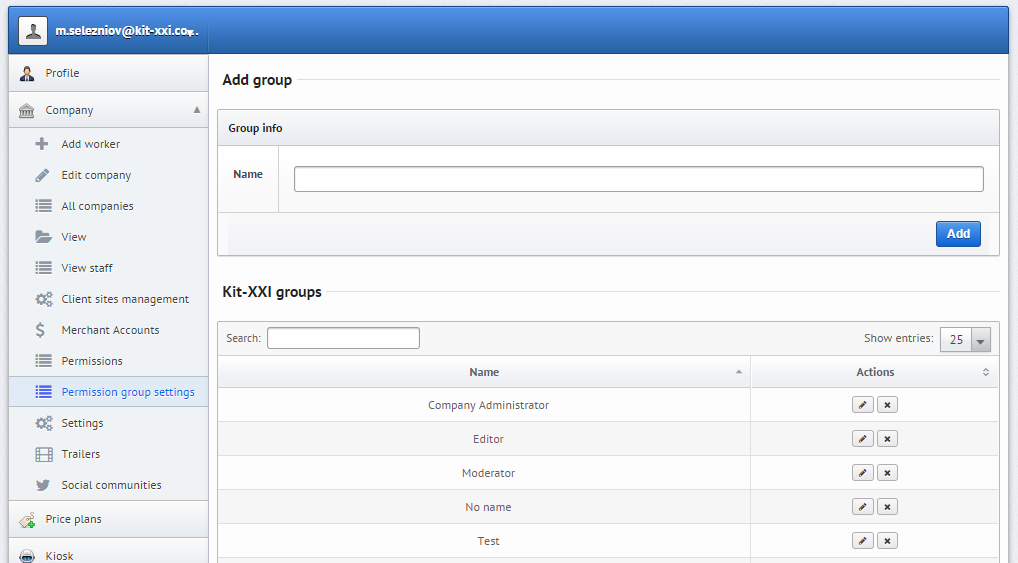 m.selezniov@kit-xxi.co...
Profile
Company
Add worker
Edit company
All companies
View
View staff
Client sites management
Merchant Accounts
Permissions
Permission group settings
Settings
Trailers
Social communities
Price plans
Kiosk
Add group
Group info
Name
Add
Kit-XXI groups
Search:
Show entries: 25
Name Actions
Company Administrator
Editor
Moderator
No name
Test